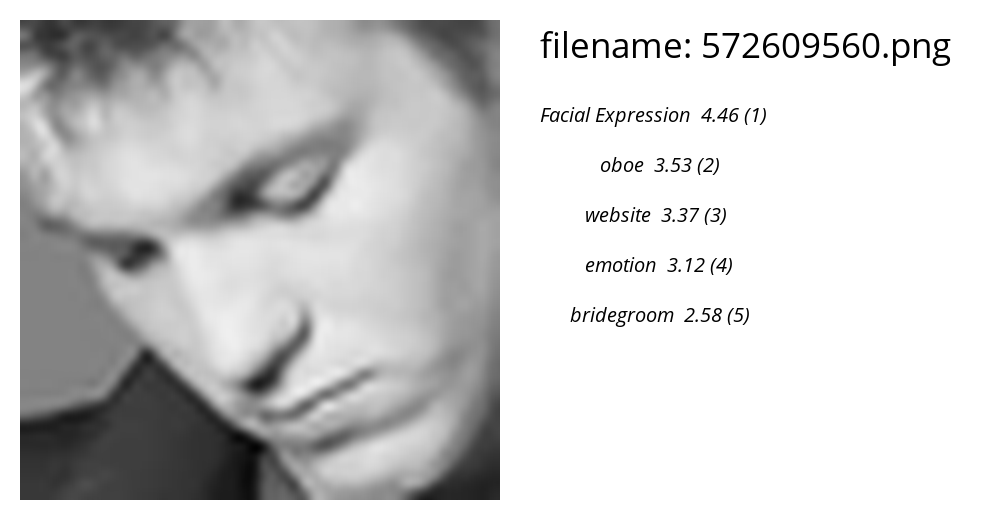 filename: 572609560.png
Facial Expression 4.46 (1)
oboe 3.53 (2)
website 3.37 (3)
emotion 3.12 (4)
bridegroom 2.58 (5)